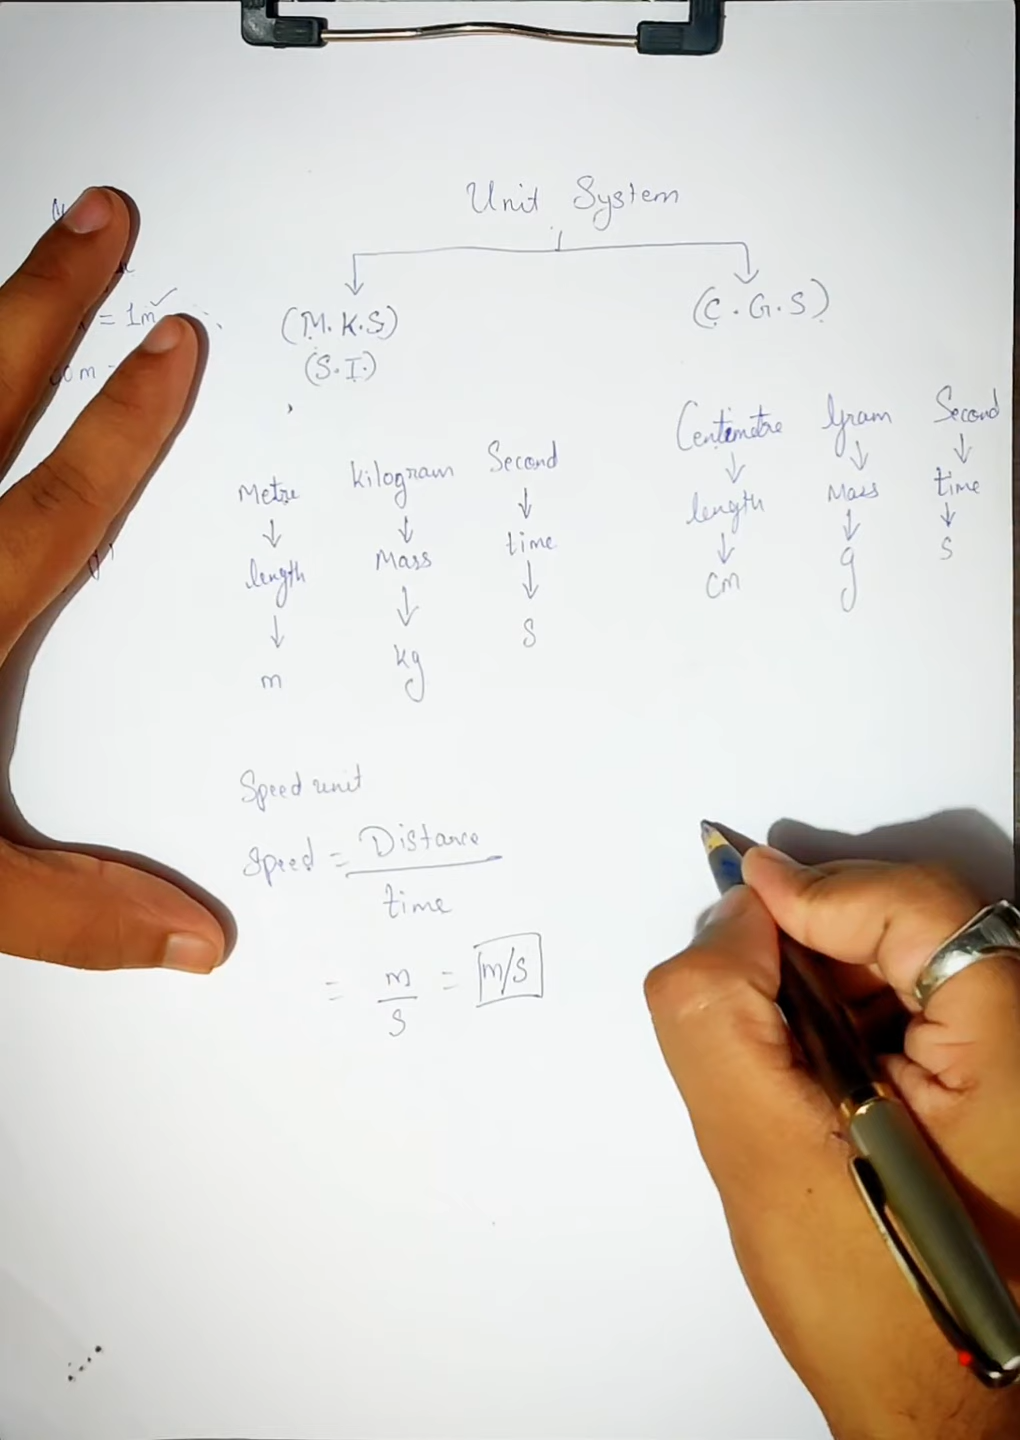 Unit System
(M.K.S) (C.G.S)
(S.I.)
= 1m
Metre Kilogram Second
length Mass time
m kg s
Centimetre Gram Second
length Mass time
cm g s
Speed unit
Speed = Distance
time
= m = m/s
s